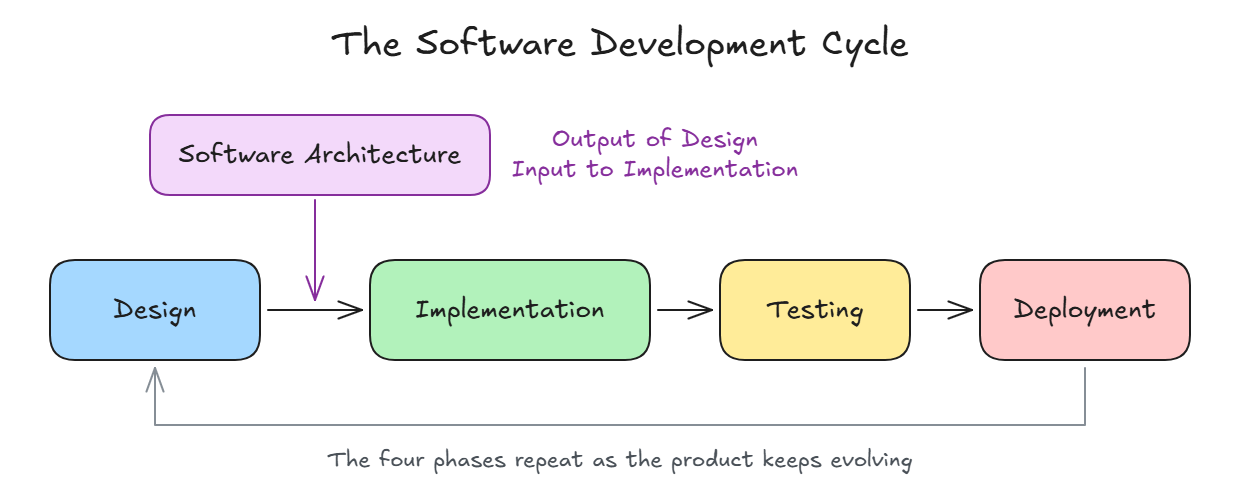 The Software Development Cycle
Software Architecture
Output of Design
Input to Implementation
Design
Implementation
Testing
Deployment
The four phases repeat as the product keeps evolving